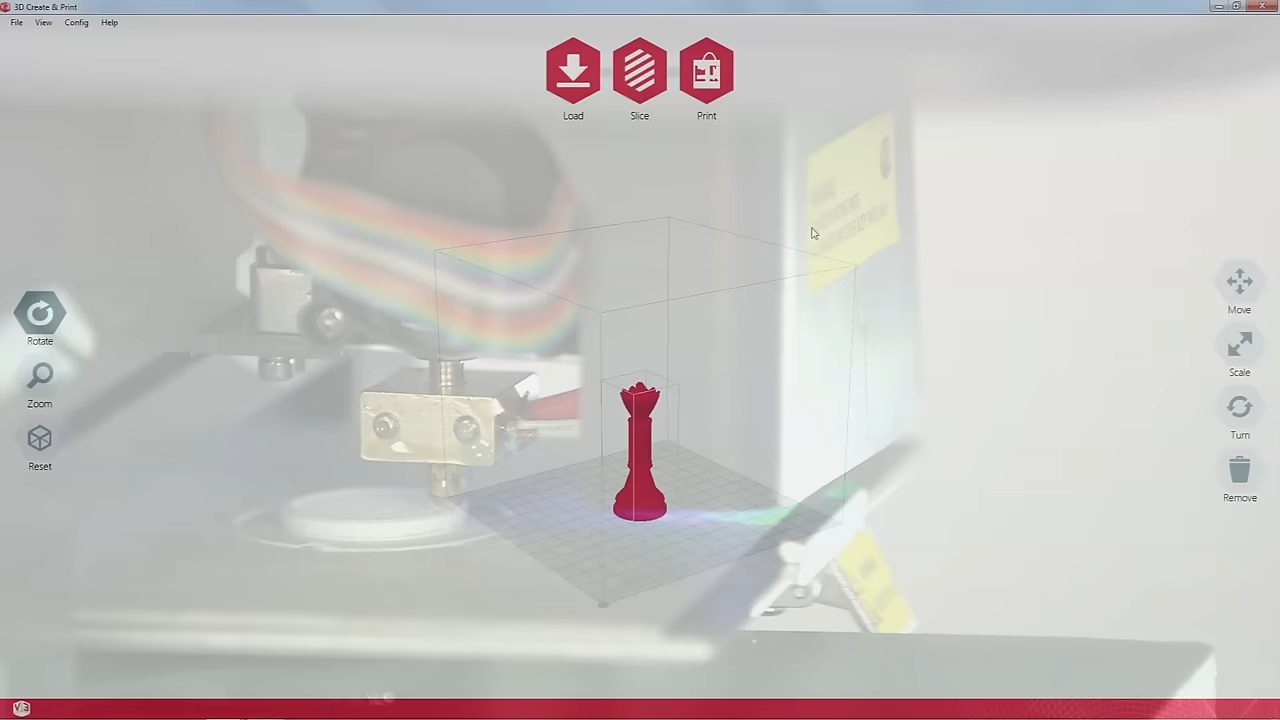 3D Create & Print
File View Config Help
Load Slice Print
Rotate
Zoom
Reset
Move
Scale
Turn
Remove